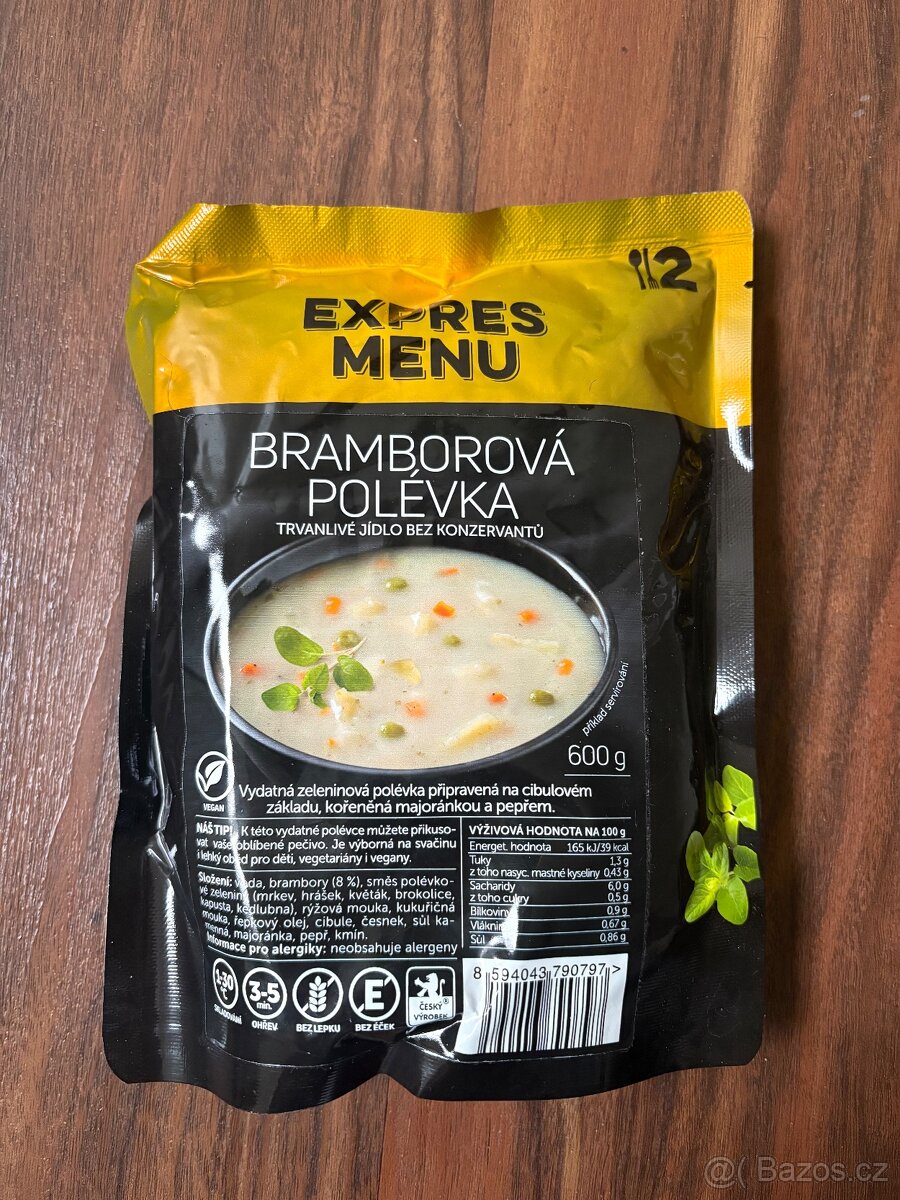 2
EXPRES
MENU
BRAMBOROVÁ
POLÉVKA
TRVANLIVÉ JÍDLO BEZ KONZERVANTŮ
příklad servírování
600 g
VEGAN
Vydatná zeleninová polévka připravená na cibulovém
základu, kořeněná majoránkou a pepřem.
NÁŠ TIP! K této vydatné polévce můžete přikuso-
vat vaše oblíbené pečivo. Je výborná na svačinu
i lehký oběd pro děti, vegetariány i vegany.
Složení: voda, brambory (8 %), směs polévko-
vé zeleniny (mrkev, hrášek, květák, brokolice,
kapusta, kedlubna), rýžová mouka, kukuřičná
mouka, řepkový olej, cibule, česnek, sůl ka-
menná, majoránka, pepř, kmín.
Informace pro alergiky: neobsahuje alergeny
VÝŽIVOVÁ HODNOTA NA 100 g
Energet. hodnota 165 kJ/39 kcal
Tuky 1,3 g
z toho nasyc. mastné kyseliny 0,43 g
Sacharidy 6,0 g
z toho cukry 0,5 g
Bílkoviny 0,9 g
Vláknina 0,67 g
Sůl 0,86 g
1-30 °C
SKLADOVÁNÍ
3-5
min.
OHŘEV
BEZ LEPKU
E
BEZ ÉČEK
ČESKÝ
VÝROBEK
®
8 594043 790797 >
@( Bazos.cz